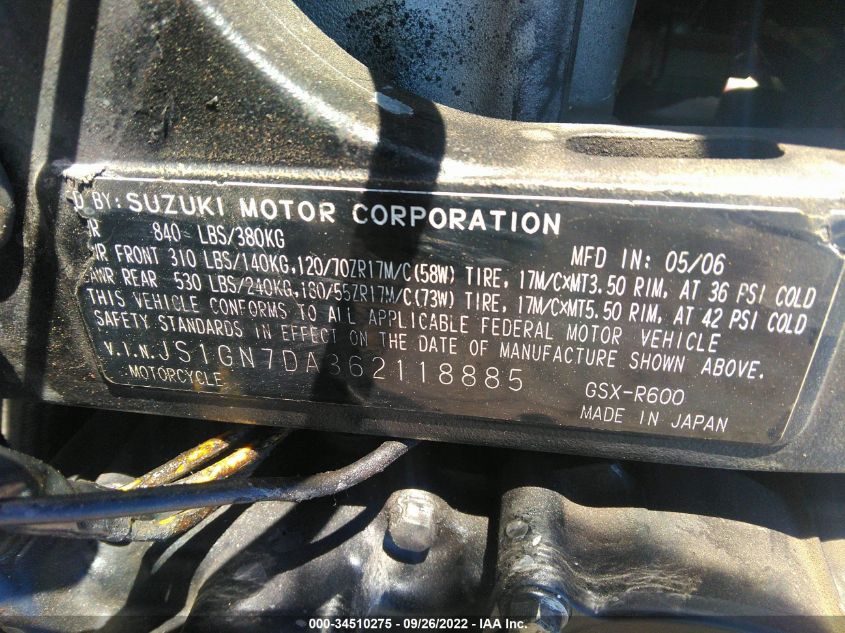 D BY: SUZUKI MOTOR CORPORATION
R 840 LBS/380KG MFD IN: 05/06
R FRONT 310 LBS/140KG, 120/70ZR17M/C(58W) TIRE, 17M/C×MT3.50 RIM, AT 36 PSI COLD
AWR REAR 530 LBS/240KG, 180/55ZR17M/C(73W) TIRE, 17M/C×MT5.50 RIM, AT 42 PSI COLD
THIS VEHICLE CONFORMS TO ALL APPLICABLE FEDERAL MOTOR VEHICLE
SAFETY STANDARDS IN EFFECT ON THE DATE OF MANUFACTURE SHOWN ABOVE.
V.I.N. JS1GN7DA362118885 GSX-R600
MOTORCYCLE MADE IN JAPAN
000-34510275 - 09/26/2022 - IAA Inc.